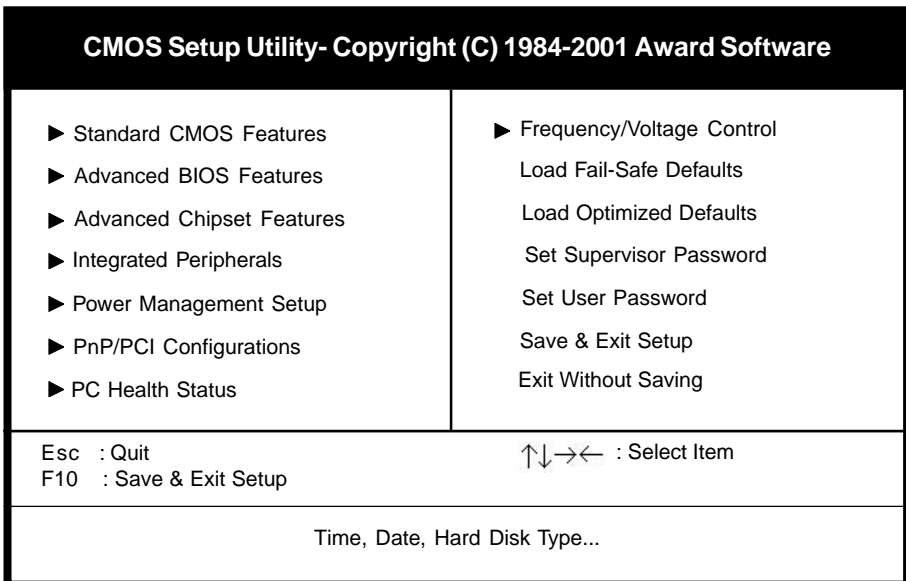 CMOS Setup Utility- Copyright (C) 1984-2001 Award Software
▶ Standard CMOS Features
▶ Advanced BIOS Features
▶ Advanced Chipset Features
▶ Integrated Peripherals
▶ Power Management Setup
▶ PnP/PCI Configurations
▶ PC Health Status
▶ Frequency/Voltage Control
Load Fail-Safe Defaults
Load Optimized Defaults
Set Supervisor Password
Set User Password
Save & Exit Setup
Exit Without Saving
Esc : Quit
F10 : Save & Exit Setup
↑↓→← : Select Item
Time, Date, Hard Disk Type...